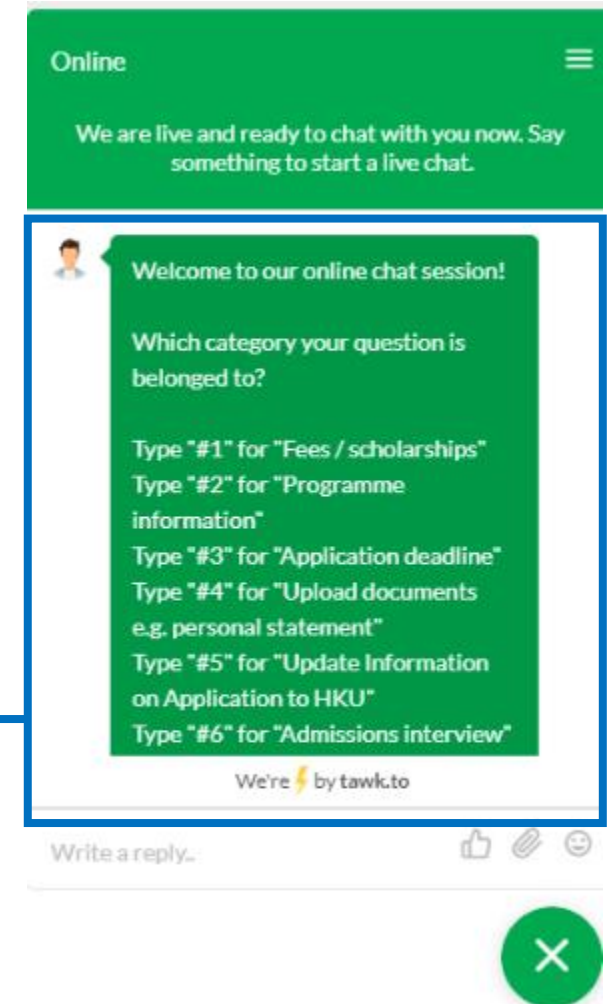 Online
We are live and ready to chat with you now. Say
something to start a live chat.
Welcome to our online chat session!
Which category your question is
belonged to?
Type "#1" for "Fees / scholarships"
Type "#2" for "Programme
information"
Type "#3" for "Application deadline"
Type "#4" for "Upload documents
e.g. personal statement"
Type "#5" for "Update Information
on Application to HKU"
Type "#6" for "Admissions interview"
We're ⚡ by tawk.to
Write a reply..